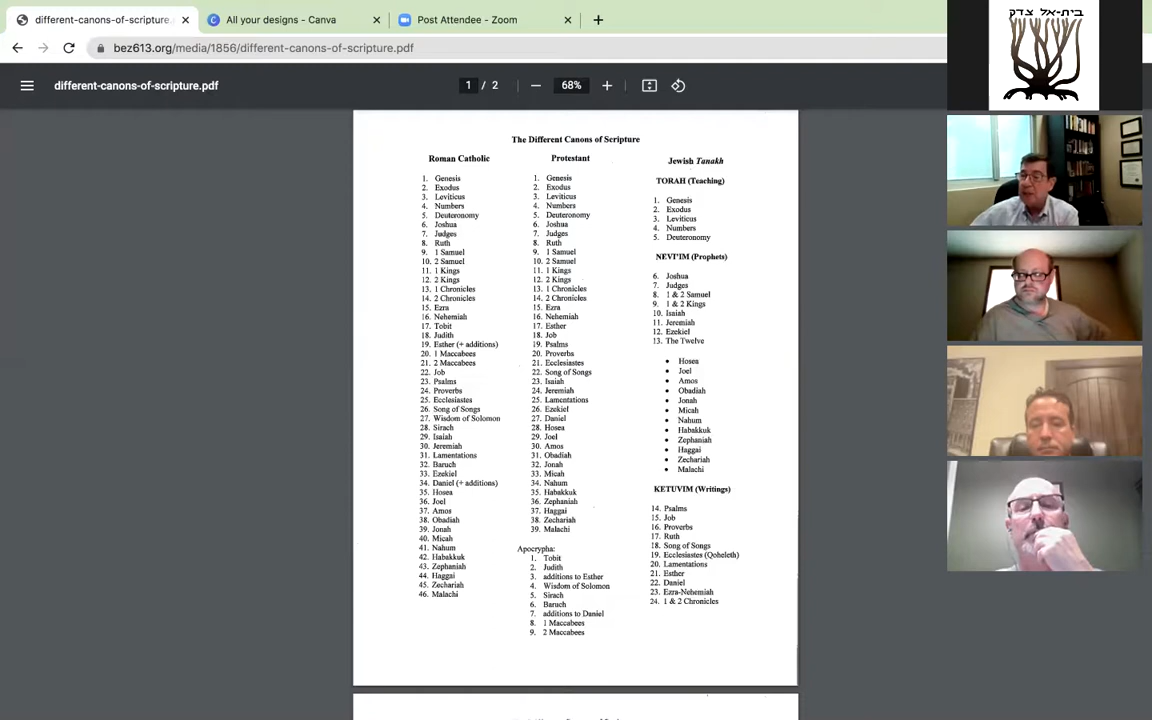 different-canons-of-scripture.
All your designs - Canva
Post Attendee - Zoom
bez613.org/media/1856/different-canons-of-scripture.pdf
different-canons-of-scripture.pdf
1 / 2
68%
בית-אל צדק
The Different Canons of Scripture
Roman Catholic
1. Genesis
2. Exodus
3. Leviticus
4. Numbers
5. Deuteronomy
6. Joshua
7. Judges
8. Ruth
9. 1 Samuel
10. 2 Samuel
11. 1 Kings
12. 2 Kings
13. 1 Chronicles
14. 2 Chronicles
15. Ezra
16. Nehemiah
17. Tobit
18. Judith
19. Esther (+ additions)
20. 1 Maccabees
21. 2 Maccabees
22. Job
23. Psalms
24. Proverbs
25. Ecclesiastes
26. Song of Songs
27. Wisdom of Solomon
28. Sirach
29. Isaiah
30. Jeremiah
31. Lamentations
32. Baruch
33. Ezekiel
34. Daniel (+ additions)
35. Hosea
36. Joel
37. Amos
38. Obadiah
39. Jonah
40. Micah
41. Nahum
42. Habakkuk
43. Zephaniah
44. Haggai
45. Zechariah
46. Malachi
Protestant
1. Genesis
2. Exodus
3. Leviticus
4. Numbers
5. Deuteronomy
6. Joshua
7. Judges
8. Ruth
9. 1 Samuel
10. 2 Samuel
11. 1 Kings
12. 2 Kings
13. 1 Chronicles
14. 2 Chronicles
15. Ezra
16. Nehemiah
17. Esther
18. Job
19. Psalms
20. Proverbs
21. Ecclesiastes
22. Song of Songs
23. Isaiah
24. Jeremiah
25. Lamentations
26. Ezekiel
27. Daniel
28. Hosea
29. Joel
30. Amos
31. Obadiah
32. Jonah
33. Micah
34. Nahum
35. Habakkuk
36. Zephaniah
37. Haggai
38. Zechariah
39. Malachi
Apocrypha:
1. Tobit
2. Judith
3. additions to Esther
4. Wisdom of Solomon
5. Sirach
6. Baruch
7. additions to Daniel
8. 1 Maccabees
9. 2 Maccabees
Jewish Tanakh
TORAH (Teaching)
1. Genesis
2. Exodus
3. Leviticus
4. Numbers
5. Deuteronomy
NEVI'IM (Prophets)
6. Joshua
7. Judges
8. 1 & 2 Samuel
9. 1 & 2 Kings
10. Isaiah
11. Jeremiah
12. Ezekiel
13. The Twelve
• Hosea
• Joel
• Amos
• Obadiah
• Jonah
• Micah
• Nahum
• Habakkuk
• Zephaniah
• Haggai
• Zechariah
• Malachi
KETUVIM (Writings)
14. Psalms
15. Job
16. Proverbs
17. Ruth
18. Song of Songs
19. Ecclesiastes (Qoheleth)
20. Lamentations
21. Esther
22. Daniel
23. Ezra-Nehemiah
24. 1 & 2 Chronicles